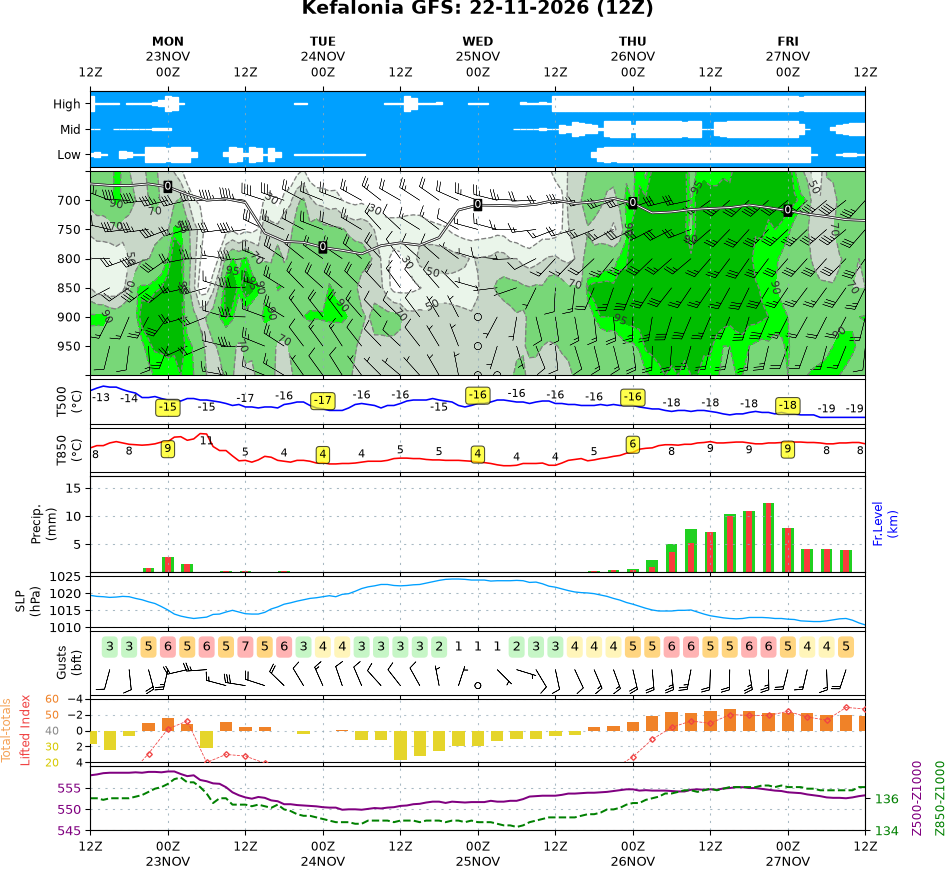 Kefalonia GFS: 22-11-2026 (12Z)
MON TUE WED THU FRI
23NOV 24NOV 25NOV 26NOV 27NOV
12Z 00Z 12Z 00Z 12Z 00Z 12Z 00Z 12Z 00Z 12Z
High
Mid
Low
700
750
800
850
900
950
0 0 0 0 0
T500 (°C)
-13 -14 -15 -15 -17 -16 -17 -16 -16 -15 -16 -16 -16 -16 -16 -18 -18 -18 -18 -19 -19
T850 (°C)
8 8 9 11 5 4 4 4 5 5 4 4 4 5 6 8 9 9 9 8 8
Precip. (mm)
15
10
5
Fr.Level (km)
SLP (hPa)
1025
1020
1015
1010
Gusts (bft)
3 3 5 6 5 6 5 7 5 6 3 4 4 3 3 3 3 2 1 1 1 2 3 3 4 4 4 5 5 6 6 5 5 6 6 5 4 4 5
Total-totals
Lifted Index
60 −4
50 −2
40 0
30 2
20 4
555
550
545
136
134
Z500-Z1000
Z850-Z1000
12Z 00Z 12Z 00Z 12Z 00Z 12Z 00Z 12Z 00Z 12Z
23NOV 24NOV 25NOV 26NOV 27NOV